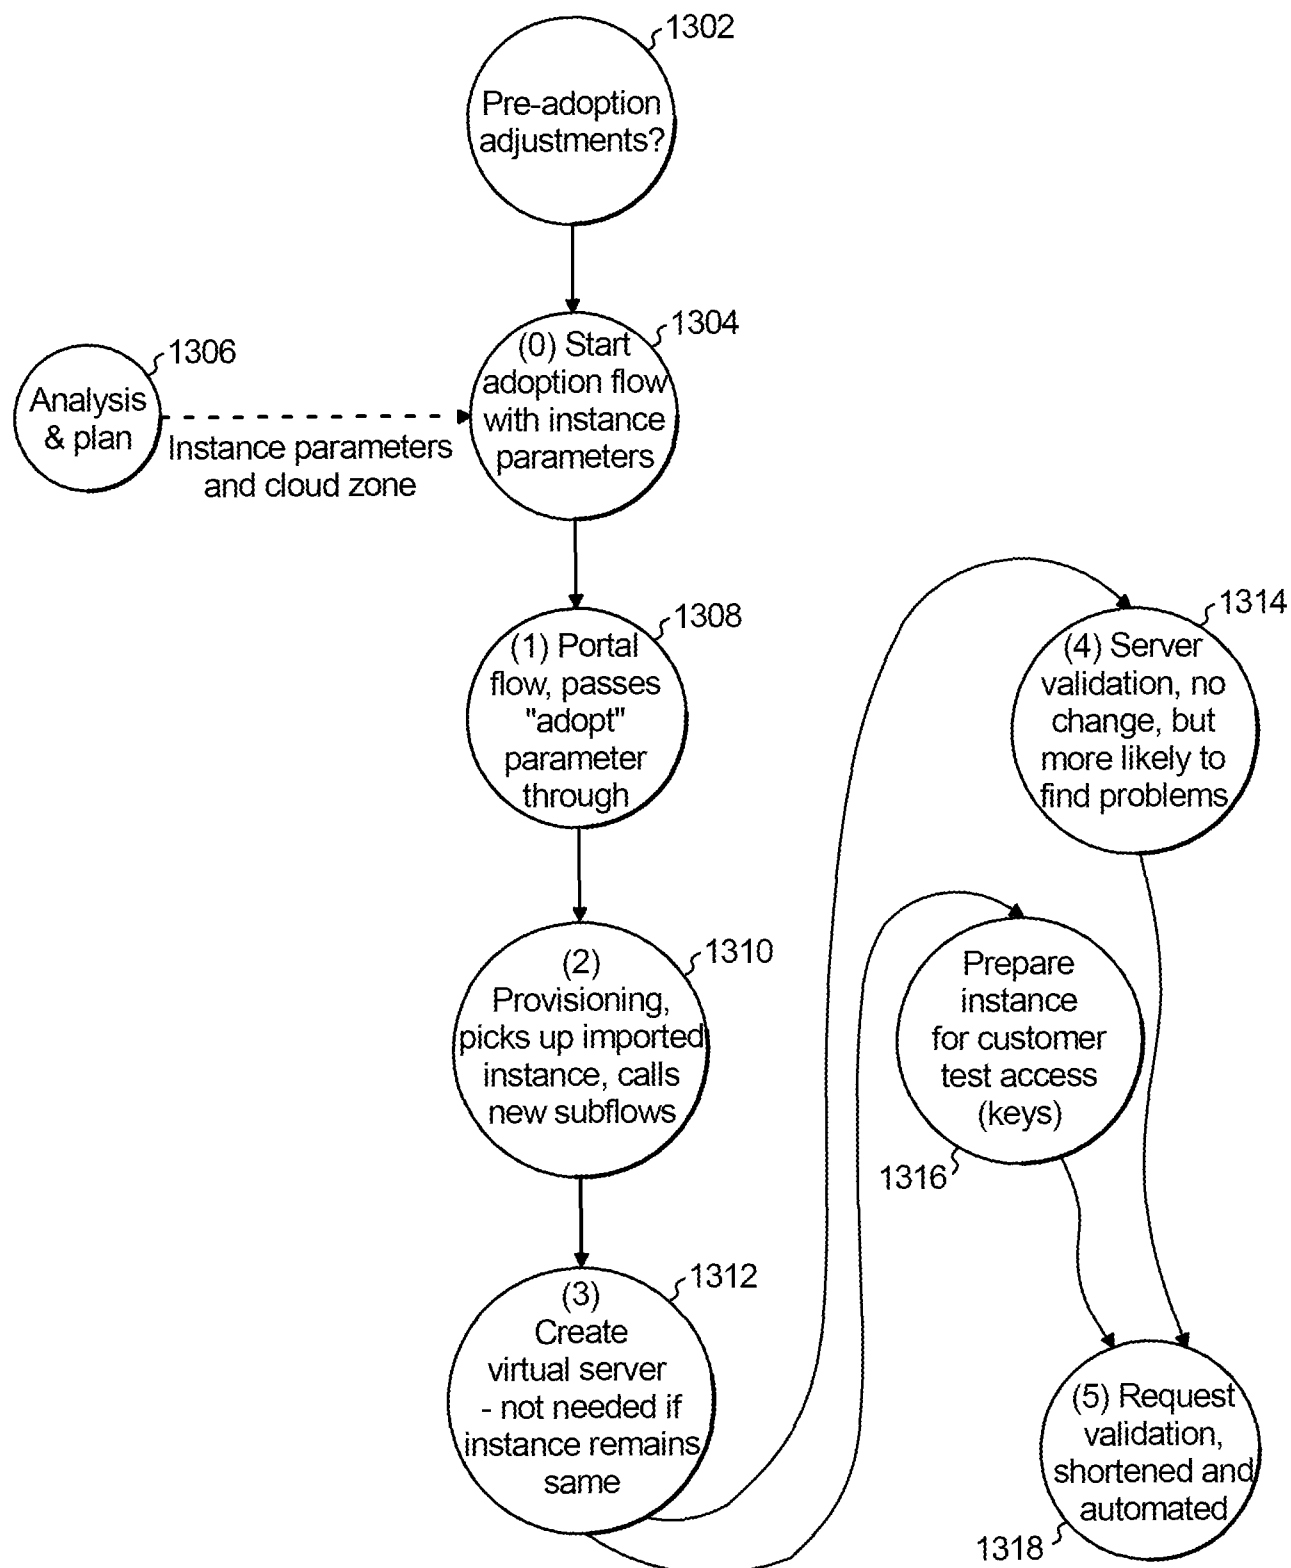 1302
Pre-adoption
adjustments?
1304
(0) Start
adoption flow
with instance
parameters
1306
Analysis
& plan
Instance parameters
and cloud zone
1308
(1) Portal
flow, passes
"adopt"
parameter
through
1310
(2)
Provisioning,
picks up imported
instance, calls
new subflows
1312
(3)
Create
virtual server
- not needed if
instance remains
same
1314
(4) Server
validation, no
change, but
more likely to
find problems
Prepare
instance
for customer
test access
(keys)
1316
(5) Request
validation,
shortened and
automated
1318